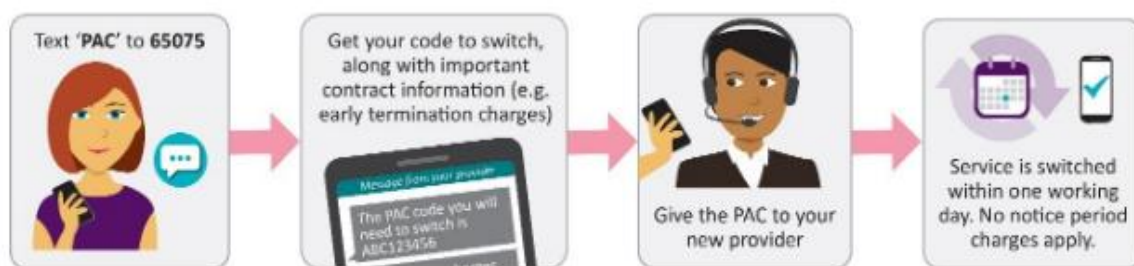 Text 'PAC' to 65075
Get your code to switch,
along with important
contract information (e.g.
early termination charges)
Message from your provider
The PAC code you will
need to switch is
ABC123456
Give the PAC to your
new provider
Service is switched
within one working
day. No notice period
charges apply.